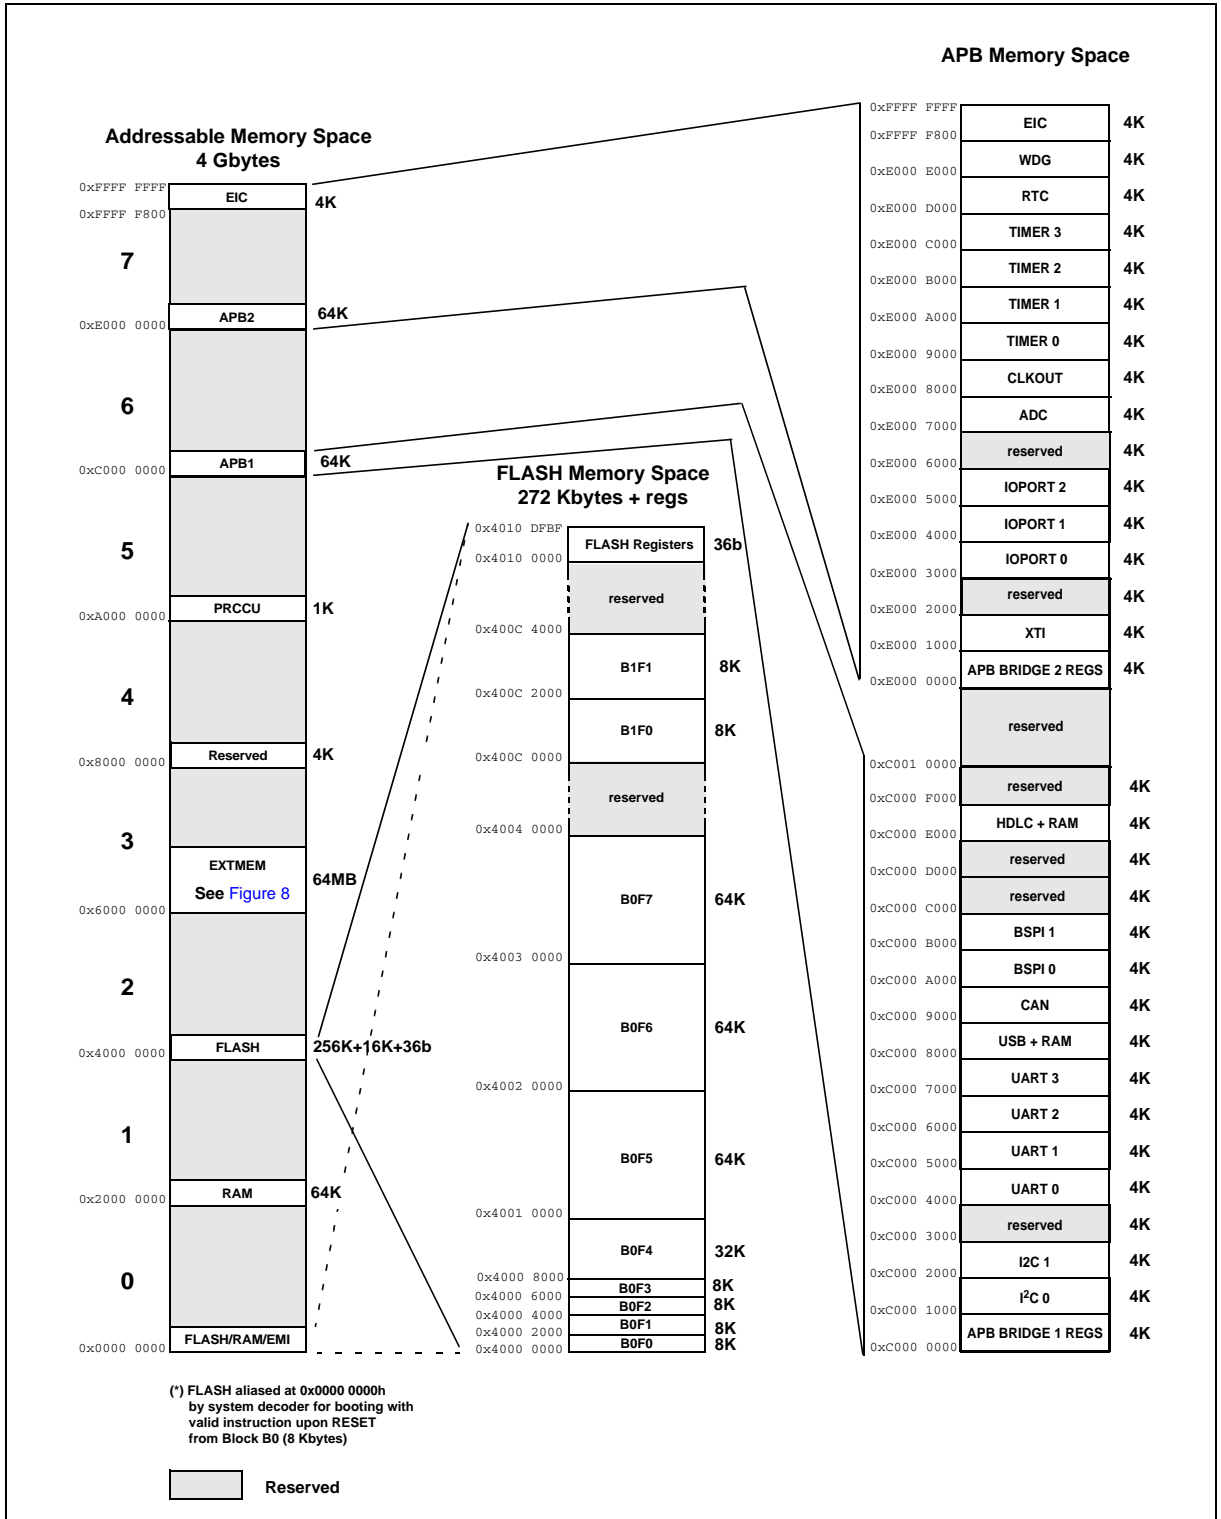 APB Memory Space
Addressable Memory Space
4 Gbytes
0xFFFF FFFF
EIC
4K
0xFFFF F800
7
APB2
64K
0xE000 0000
6
APB1
64K
0xC000 0000
5
PRCCU
1K
0xA000 0000
4
Reserved
4K
0x8000 0000
3
EXTMEM
See Figure 8
64MB
0x6000 0000
2
FLASH
256K+16K+36b
0x4000 0000
1
RAM
64K
0x2000 0000
0
FLASH/RAM/EMI
0x0000 0000
FLASH Memory Space
272 Kbytes + regs
0x4010 DFBF
FLASH Registers
36b
0x4010 0000
reserved
0x400C 4000
B1F1
8K
0x400C 2000
B1F0
8K
0x400C 0000
reserved
0x4004 0000
B0F7
64K
0x4003 0000
B0F6
64K
0x4002 0000
B0F5
64K
0x4001 0000
B0F4
32K
0x4000 8000
B0F3
8K
0x4000 6000
B0F2
8K
0x4000 4000
B0F1
8K
0x4000 2000
B0F0
8K
0x4000 0000
0xFFFF FFFF
EIC
4K
0xFFFF F800
WDG
4K
0xE000 E000
RTC
4K
0xE000 D000
TIMER 3
4K
0xE000 C000
TIMER 2
4K
0xE000 B000
TIMER 1
4K
0xE000 A000
TIMER 0
4K
0xE000 9000
CLKOUT
4K
0xE000 8000
ADC
4K
0xE000 7000
reserved
4K
0xE000 6000
IOPORT 2
4K
0xE000 5000
IOPORT 1
4K
0xE000 4000
IOPORT 0
4K
0xE000 3000
reserved
4K
0xE000 2000
XTI
4K
0xE000 1000
APB BRIDGE 2 REGS
4K
0xE000 0000
reserved
0xC001 0000
reserved
4K
0xC000 F000
HDLC + RAM
4K
0xC000 E000
reserved
4K
0xC000 D000
reserved
4K
0xC000 C000
BSPI 1
4K
0xC000 B000
BSPI 0
4K
0xC000 A000
CAN
4K
0xC000 9000
USB + RAM
4K
0xC000 8000
UART 3
4K
0xC000 7000
UART 2
4K
0xC000 6000
UART 1
4K
0xC000 5000
UART 0
4K
0xC000 4000
reserved
4K
0xC000 3000
I2C 1
4K
0xC000 2000
I²C 0
4K
0xC000 1000
APB BRIDGE 1 REGS
4K
0xC000 0000
(*) FLASH aliased at 0x0000 0000h
by system decoder for booting with
valid instruction upon RESET
from Block B0 (8 Kbytes)
Reserved